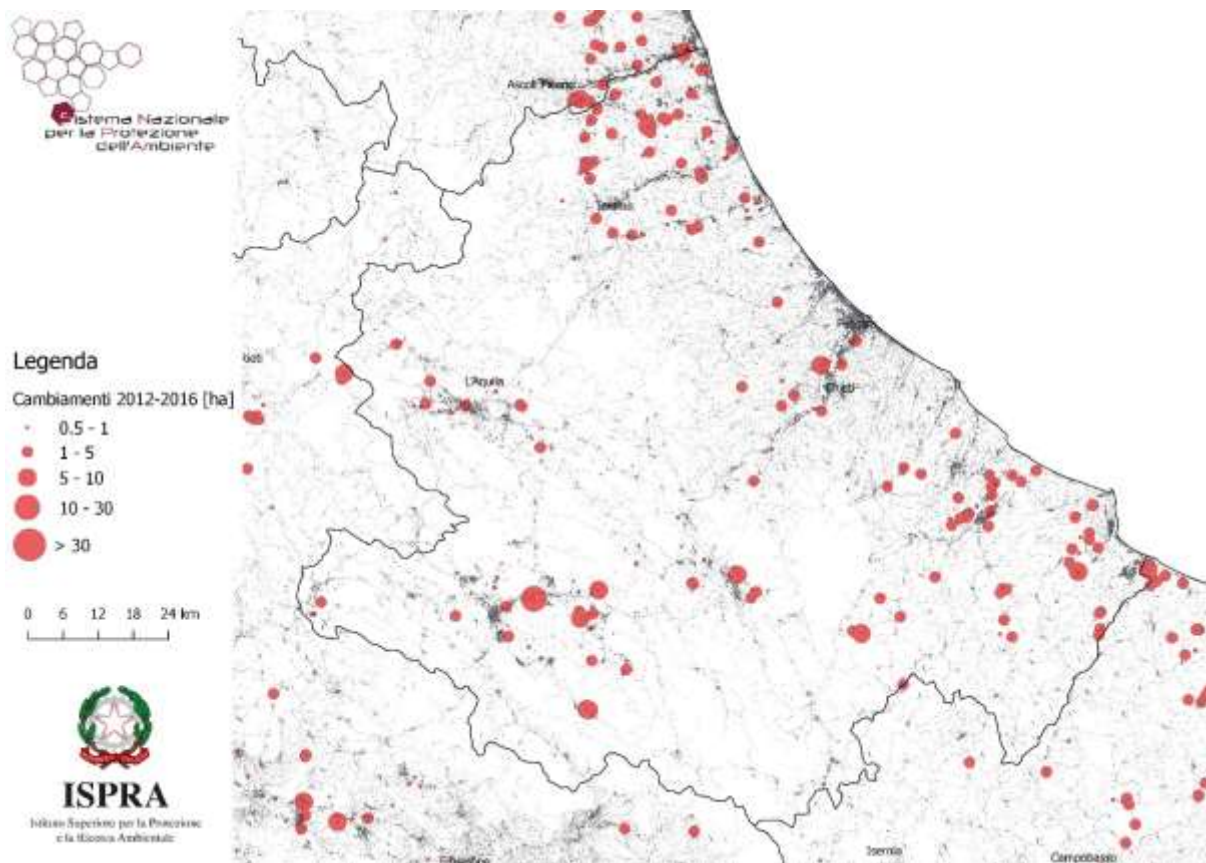 Sistema Nazionale
per la Protezione
dell'Ambiente
Ascoli Piceno
Teramo
Rieti
L'Aquila
Chieti
Legenda
Cambiamenti 2012-2016 [ha]
0.5 - 1
1 - 5
5 - 10
10 - 30
> 30
0 6 12 18 24 km
ISPRA
Istituto Superiore per la Protezione
e la Ricerca Ambientale
Isernia
Campobasso